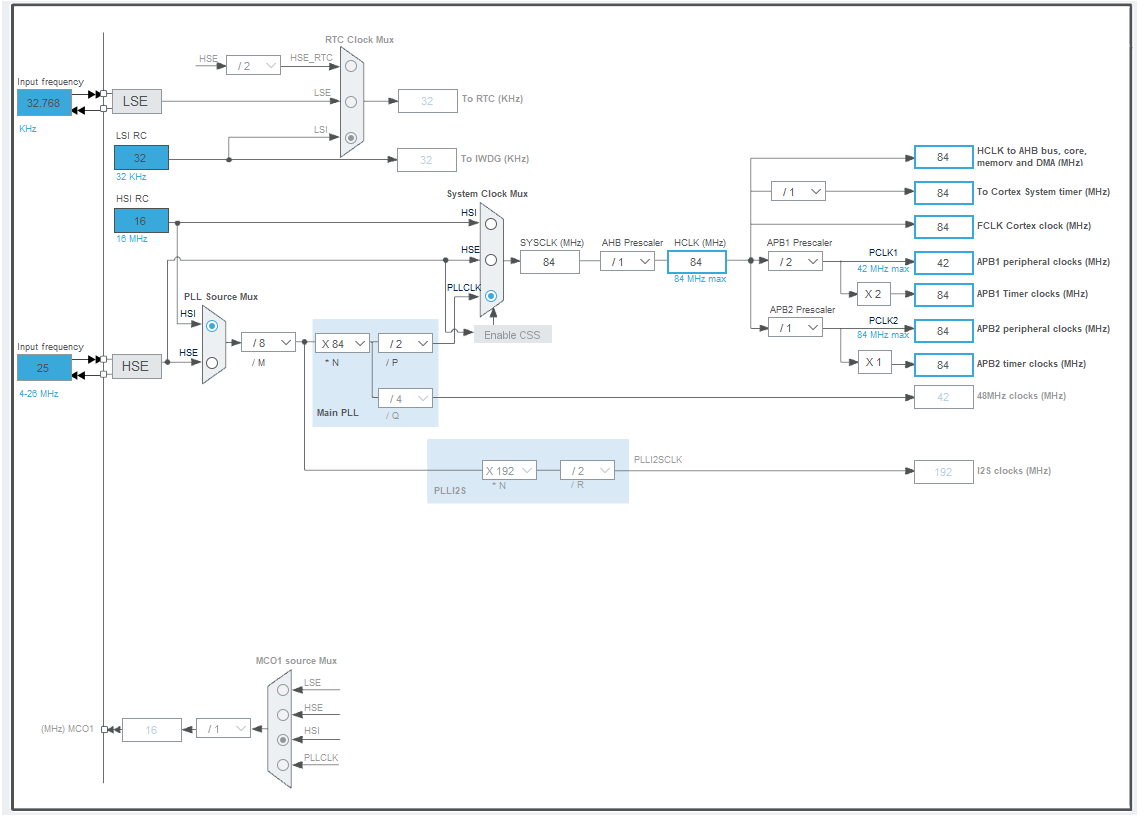 RTC Clock Mux
HSE
/ 2
HSE_RTC
Input frequency
32.768
KHz
LSE
LSE
32
To RTC (KHz)
LSI RC
LSI
32
32 KHz
32
To IWDG (KHz)
HSI RC
16
16 MHz
System Clock Mux
HSI
HSE
PLLCLK
SYSCLK (MHz)
84
AHB Prescaler
/ 1
HCLK (MHz)
84
84 MHz max
Enable CSS
84
HCLK to AHB bus, core,
memory and DMA (MHz)
/ 1
84
To Cortex System timer (MHz)
84
FCLK Cortex clock (MHz)
APB1 Prescaler
/ 2
PCLK1
42 MHz max
42
APB1 peripheral clocks (MHz)
X 2
84
APB1 Timer clocks (MHz)
APB2 Prescaler
/ 1
PCLK2
84 MHz max
84
APB2 peripheral clocks (MHz)
X 1
84
APB2 timer clocks (MHz)
PLL Source Mux
HSI
HSE
Input frequency
25
4-26 MHz
HSE
/ 8
/ M
X 84
* N
/ 2
/ P
/ 4
/ Q
Main PLL
42
48MHz clocks (MHz)
X 192
* N
/ 2
/ R
PLLI2S
PLLI2SCLK
192
I2S clocks (MHz)
MCO1 source Mux
LSE
HSE
HSI
PLLCLK
(MHz) MCO1
16
/ 1